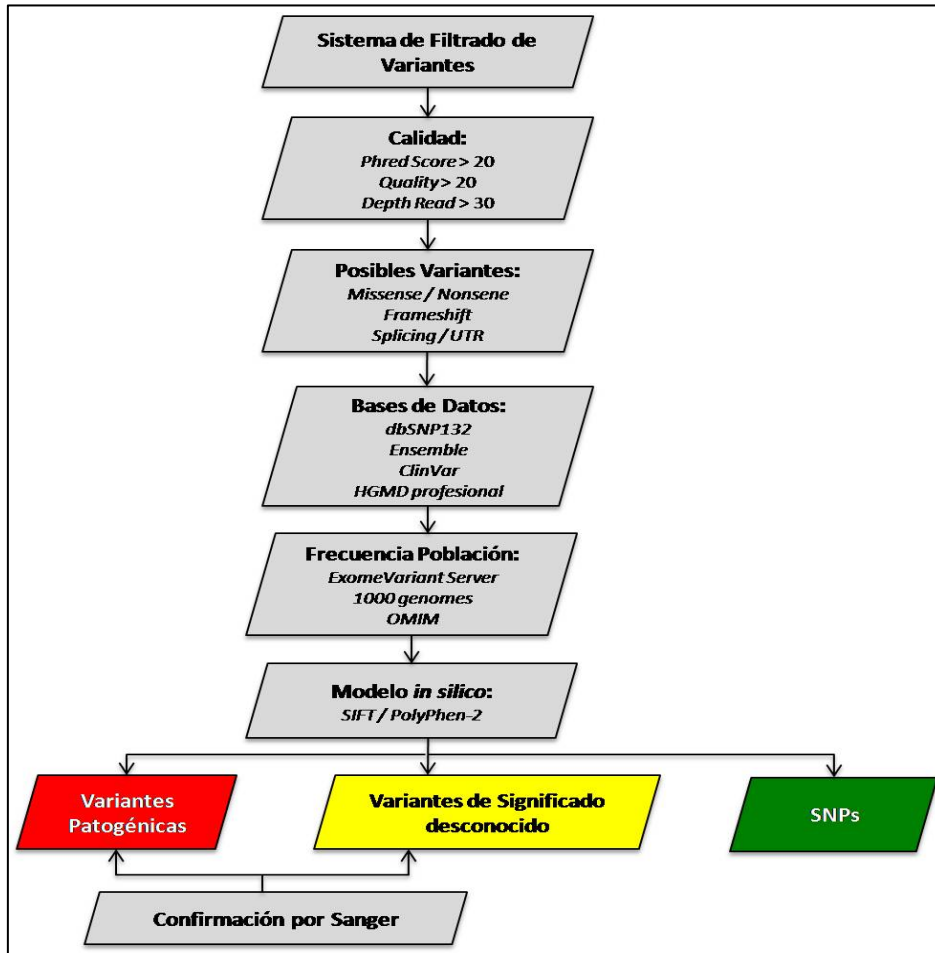 Sistema de Filtrado de
Variantes
Calidad:
Phred Score > 20
Quality > 20
Depth Read > 30
Posibles Variantes:
Missense / Nonsene
Frameshift
Splicing / UTR
Bases de Datos:
dbSNP132
Ensemble
ClinVar
HGMD profesional
Frecuencia Población:
ExomeVariant Server
1000 genomes
OMIM
Modelo in silico:
SIFT / PolyPhen-2
Variantes
Patogénicas
Variantes de Significado
desconocido
SNPs
Confirmación por Sanger